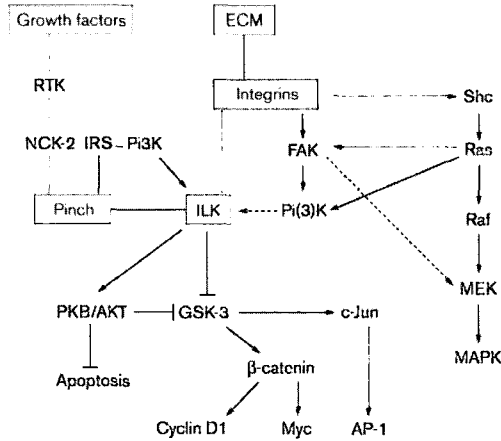 Growth factors
ECM
RTK
Integrins
Shc
NCK-2 IRS – Pi3K
FAK
Ras
Pinch
ILK
Pi(3)K
Raf
MEK
PKB/AKT
GSK-3
c-Jun
MAPK
Apoptosis
β-catenin
Cyclin D1
Myc
AP-1